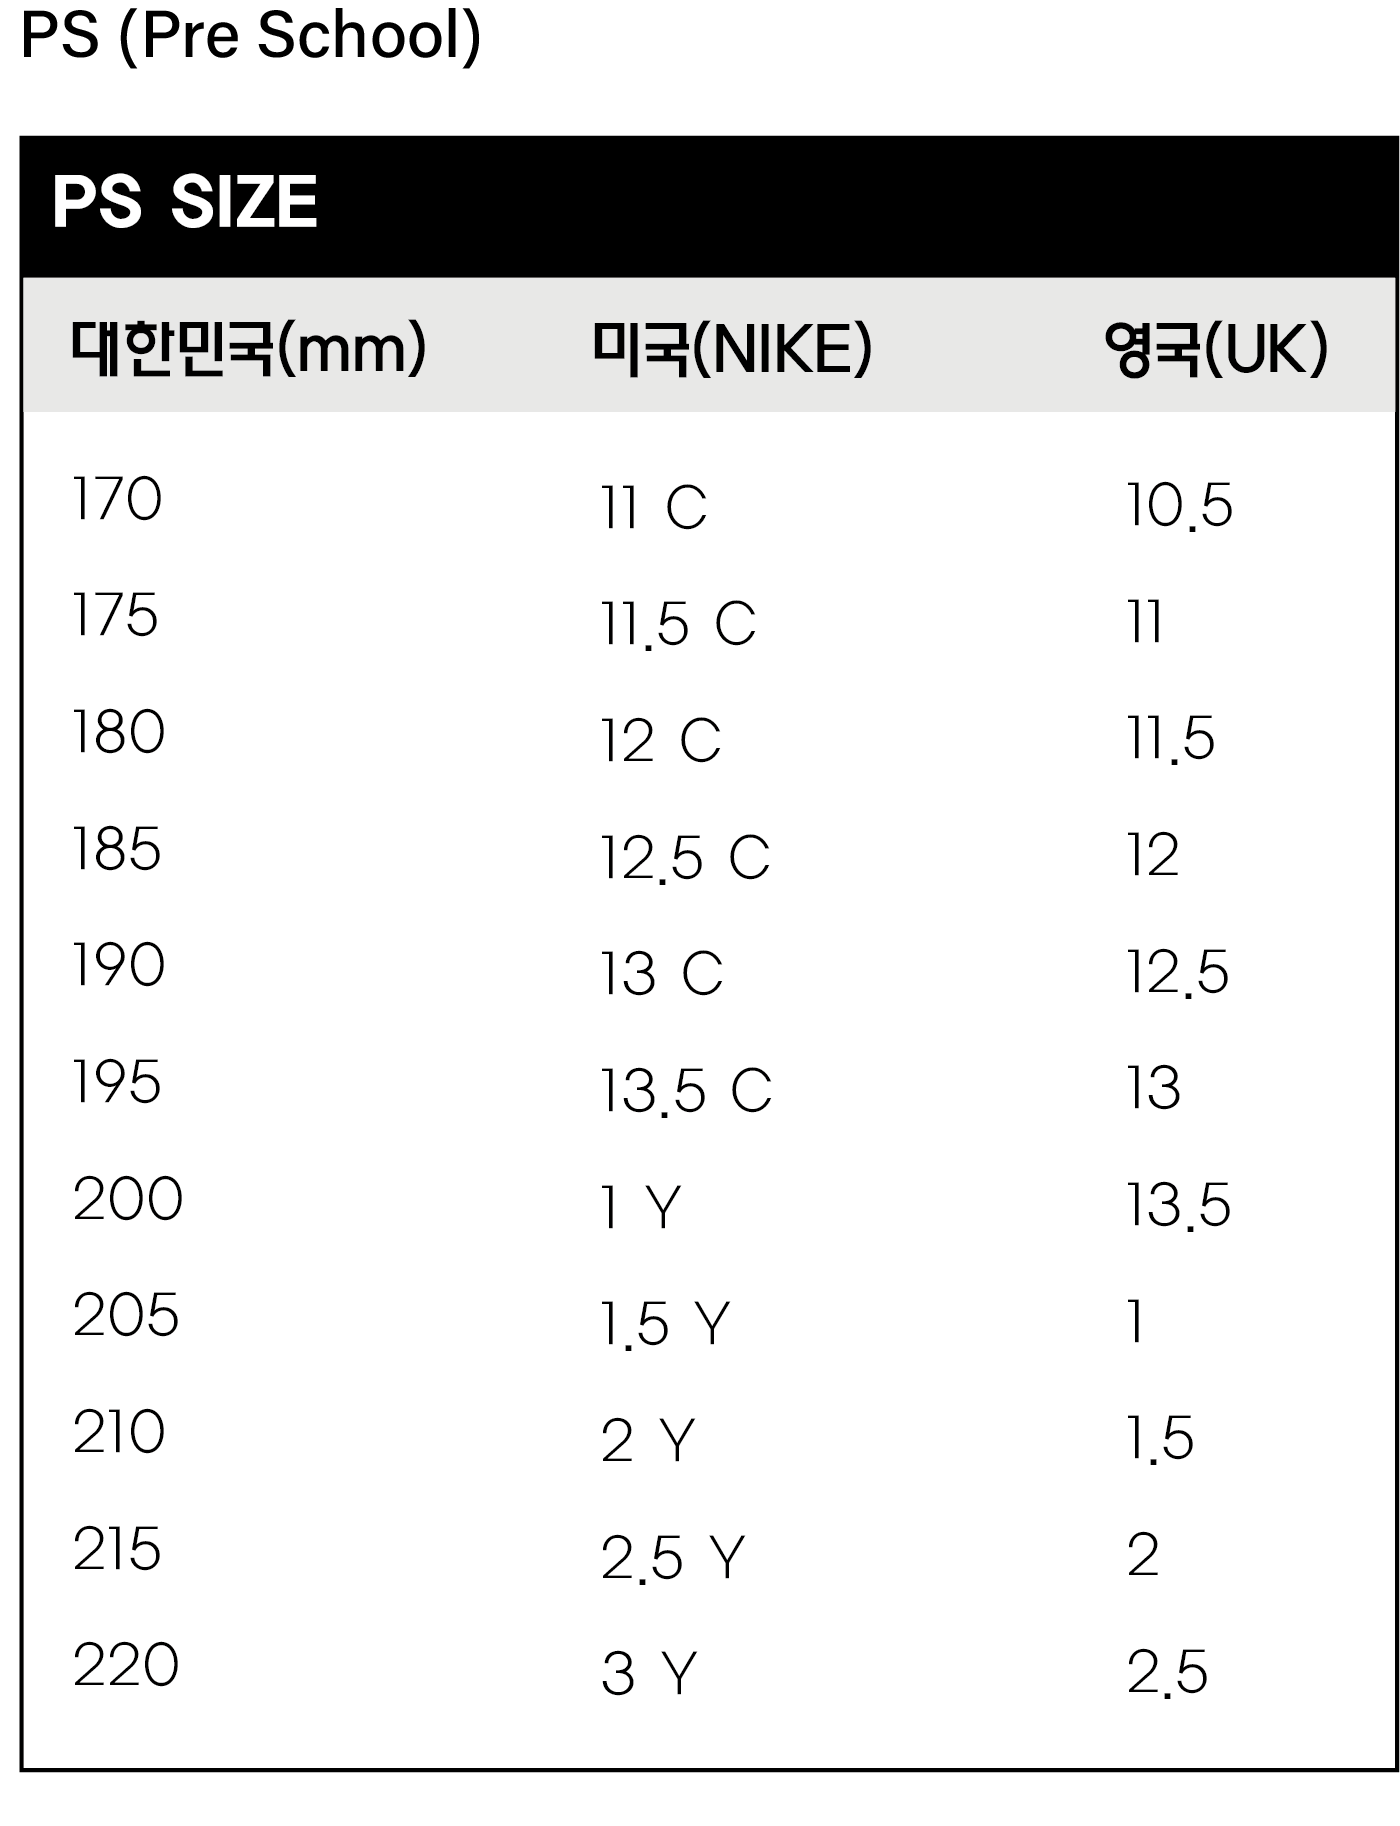 PS (Pre School)
PS SIZE
대한민국(mm) 미국(NIKE) 영국(UK)
170 11 C 10.5
175 11.5 C 11
180 12 C 11.5
185 12.5 C 12
190 13 C 12.5
195 13.5 C 13
200 1 Y 13.5
205 1.5 Y 1
210 2 Y 1.5
215 2.5 Y 2
220 3 Y 2.5